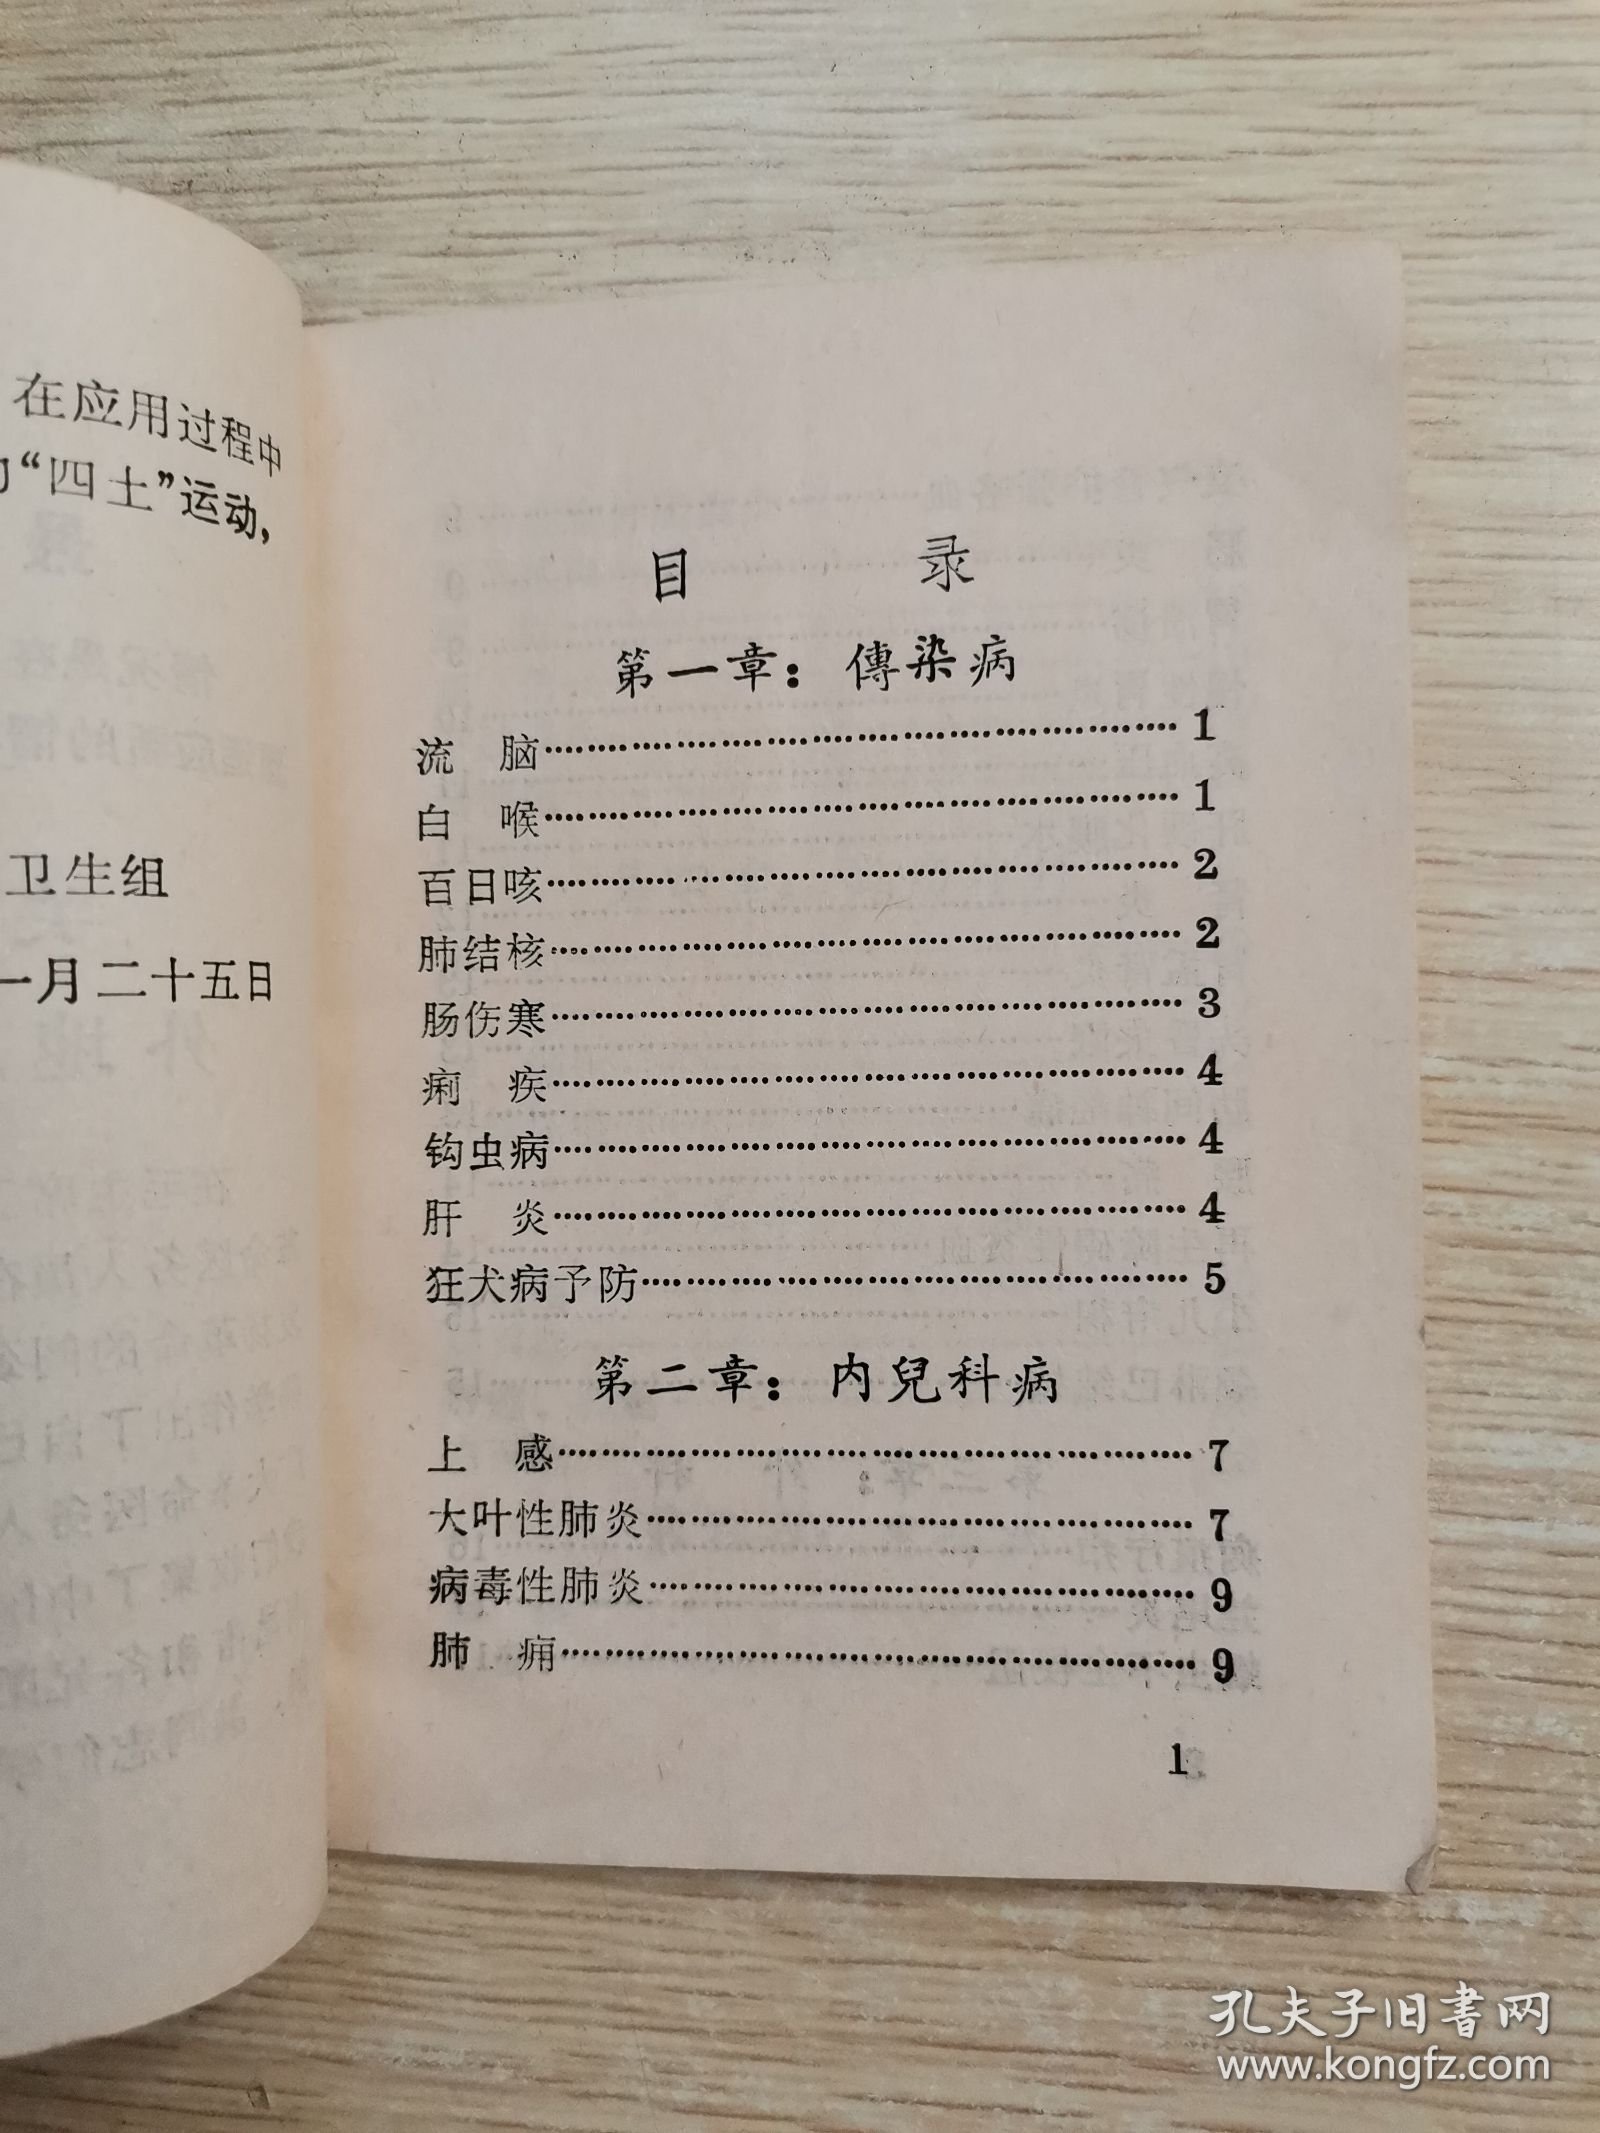 在应用过程中
“四土”运动，
卫生组
一月二十五日
目 录
第一章：傳染病
流 脑…………………………………… 1
白 喉…………………………………… 1
百日咳…………………………………… 2
肺结核…………………………………… 2
肠伤寒…………………………………… 3
痢 疾…………………………………… 4
钩虫病…………………………………… 4
肝 炎…………………………………… 4
狂犬病予防……………………………… 5
第二章：内兒科病
上 感…………………………………… 7
大叶性肺炎……………………………… 7
病毒性肺炎……………………………… 9
肺 痈…………………………………… 9
1
孔夫子旧书网
www.kongfz.com